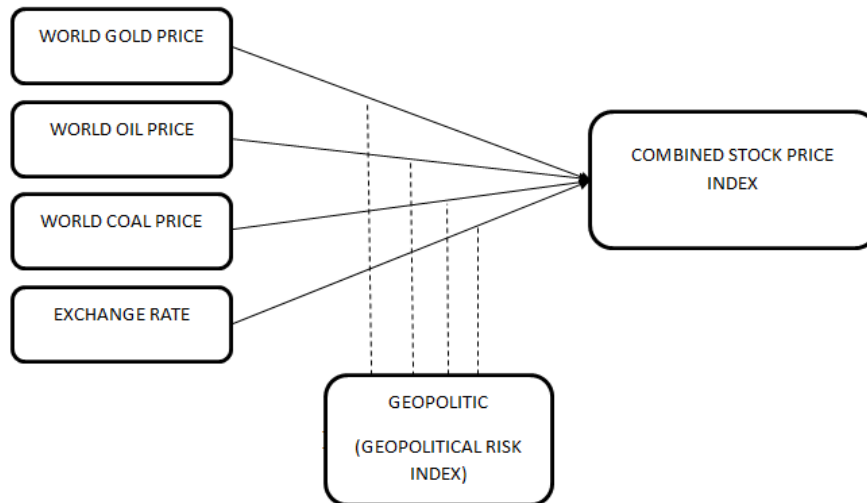 WORLD GOLD PRICE
WORLD OIL PRICE
WORLD COAL PRICE
EXCHANGE RATE
COMBINED STOCK PRICE
INDEX
GEOPOLITIC
(GEOPOLITICAL RISK
INDEX)